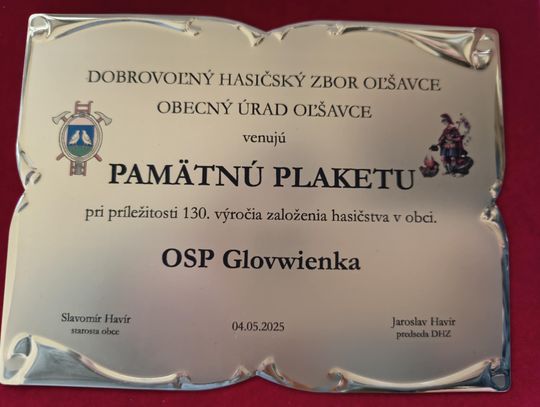 DOBROVOĽNÝ HASIČSKÝ ZBOR OĽŠAVCE
OBECNÝ ÚRAD OĽŠAVCE
venujú
PAMÄTNÚ PLAKETU
pri príležitosti 130. výročia založenia hasičstva v obci.
OSP Glovwienka
Slavomír Havír
starosta obce
04.05.2025
Jaroslav Havír
predseda DHZ